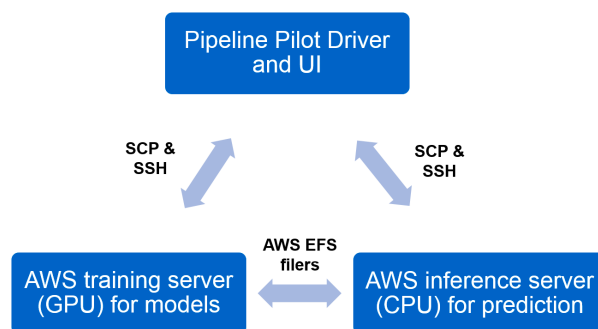 Pipeline Pilot Driver
and UI
SCP &
SSH
SCP &
SSH
AWS EFS
filers
AWS training server
(GPU) for models
AWS inference server
(CPU) for prediction